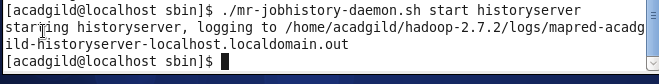 [acadgild@localhost sbin]$ ./mr-jobhistory-daemon.sh start historyserver
starting historyserver, logging to /home/acadgild/hadoop-2.7.2/logs/mapred-acadg
ild-historyserver-localhost.localdomain.out
[acadgild@localhost sbin]$